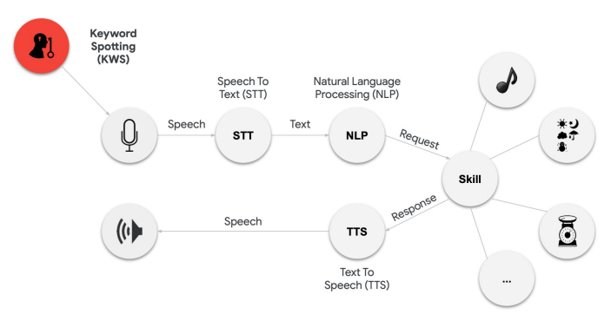 Keyword
Spotting
(KWS)
Speech To
Text (STT)
Natural Language
Processing (NLP)
Speech
STT
Text
NLP
Request
Skill
Response
Speech
TTS
Text To
Speech (TTS)
...